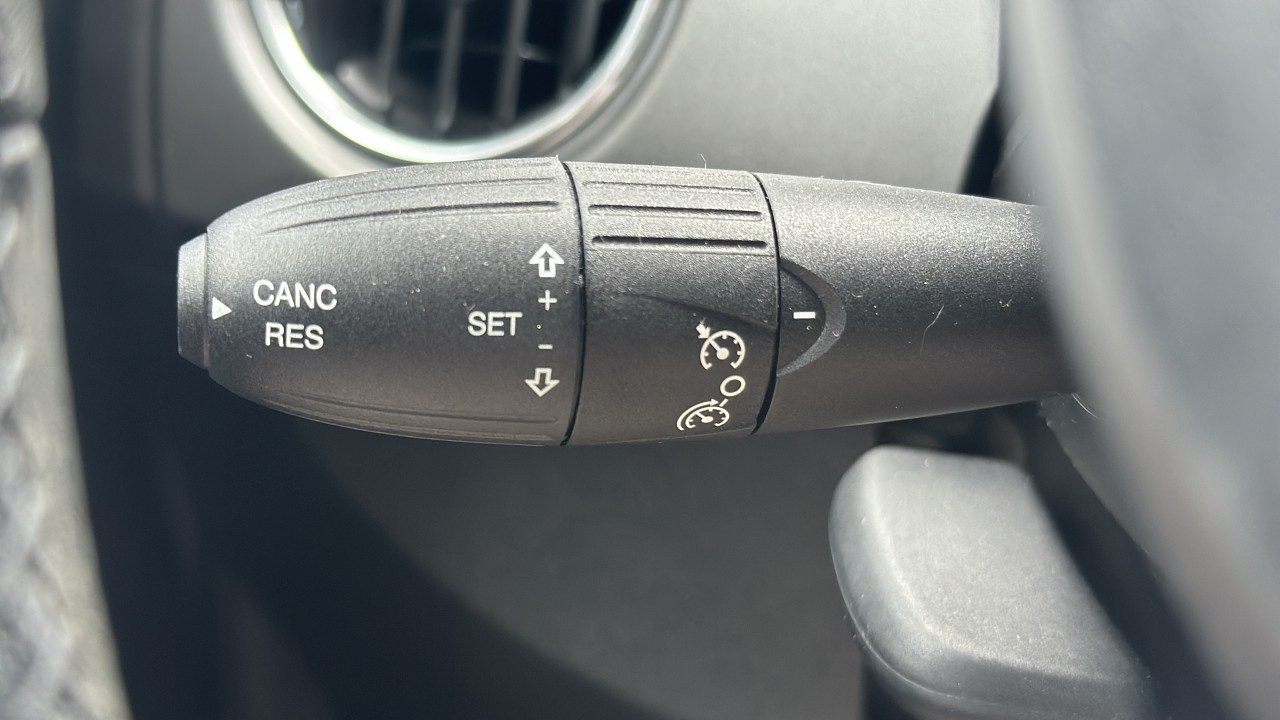 CANC
RES
SET
+
-
O